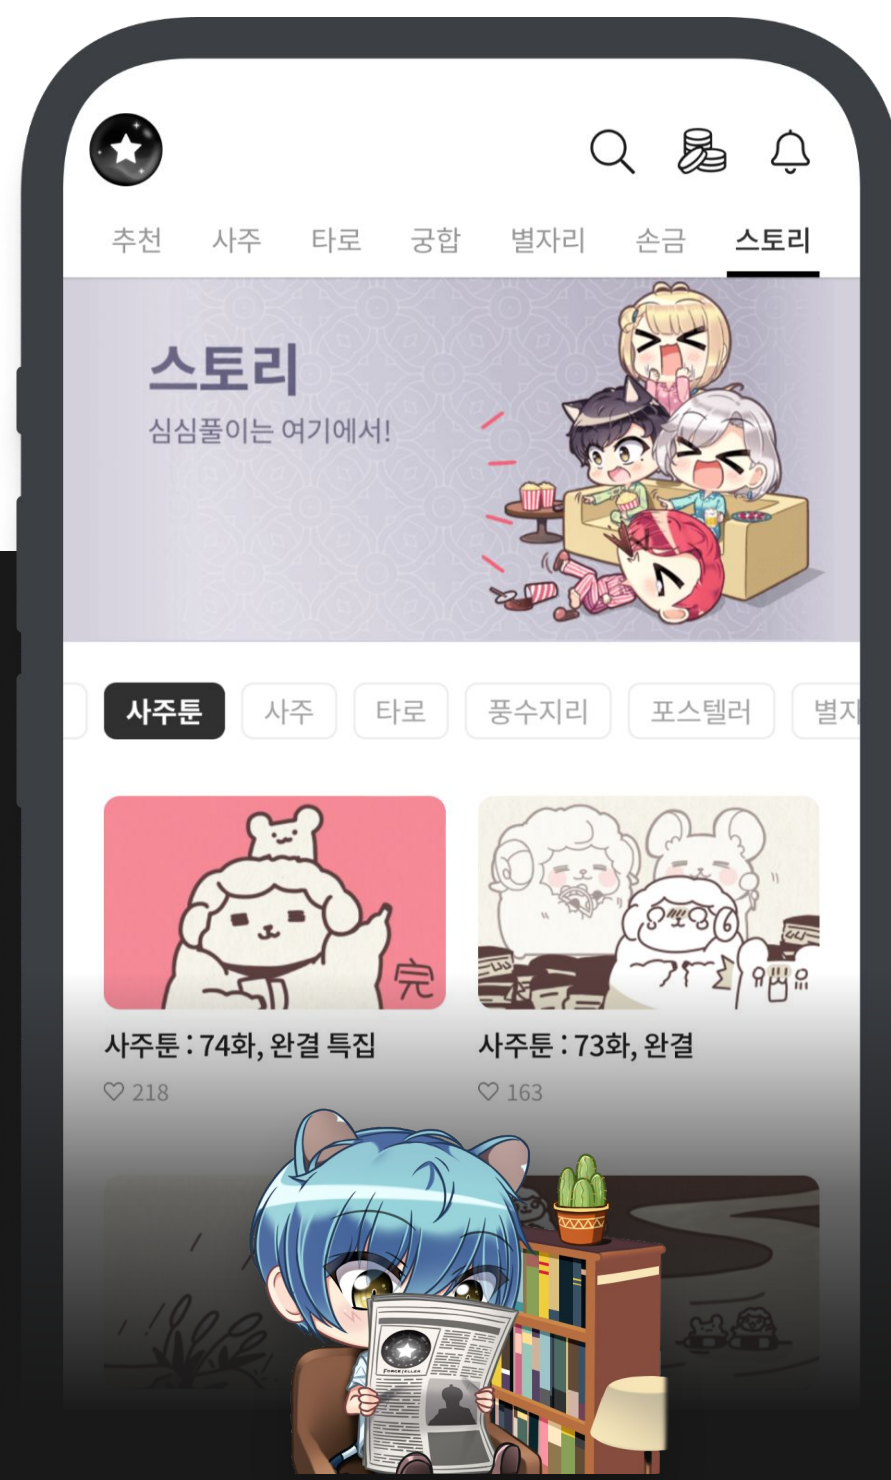 추천 사주 타로 궁합 별자리 손금 스토리
스토리
심심풀이는 여기에서!
사주툰 사주 타로 풍수지리 포스텔러
完
사주툰 : 74화, 완결 특집
사주툰 : 73화, 완결
218
163
FORCETELLER